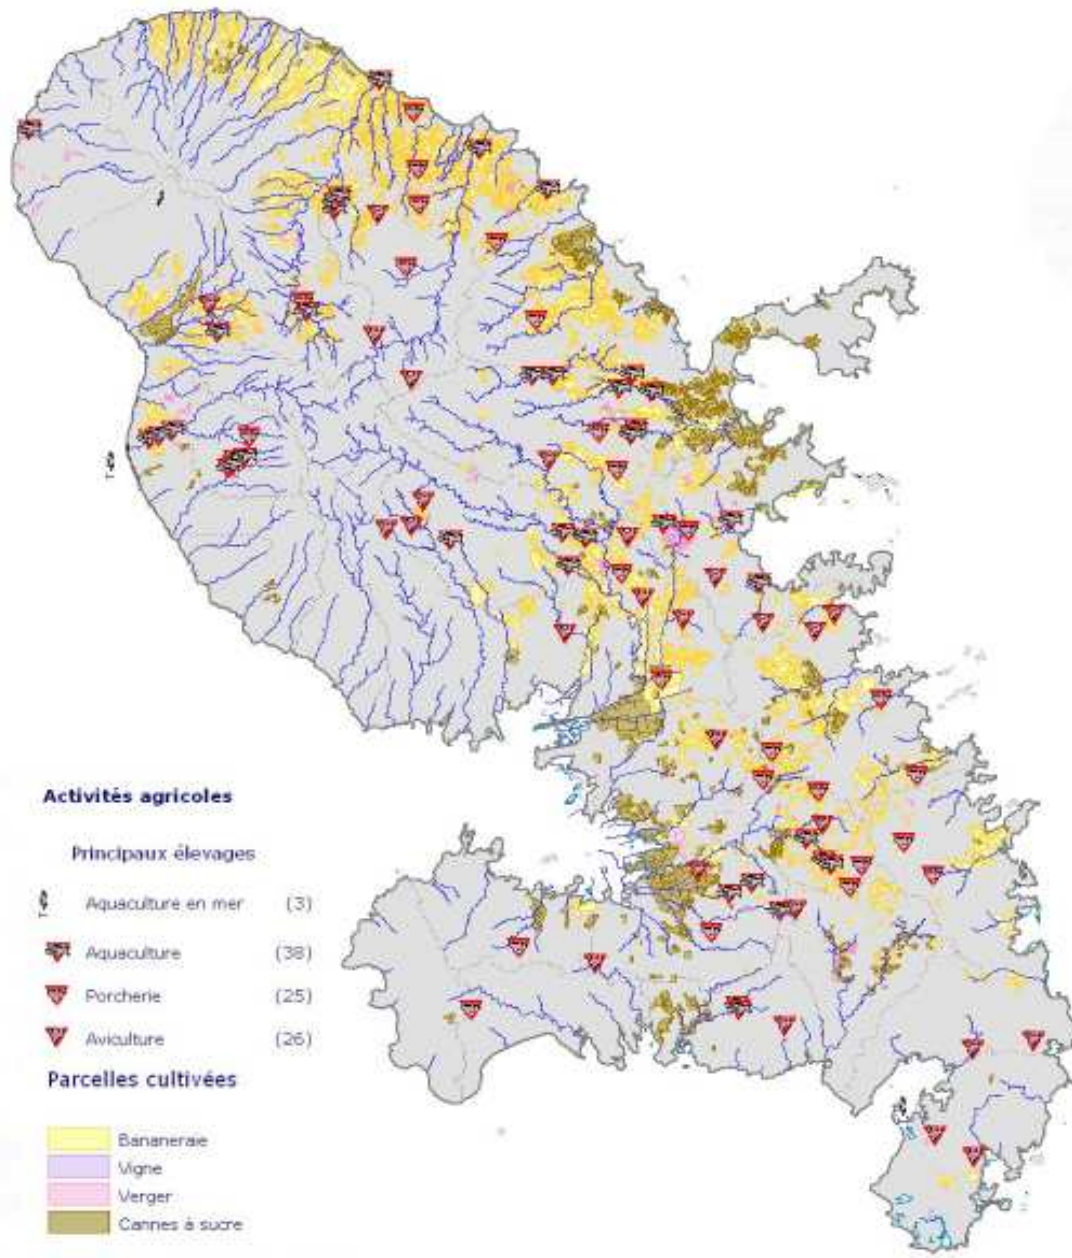 Activités agricoles
Principaux élevages
Aquaculture en mer (3)
Aquaculture (38)
Porcherie (25)
Aviculture (26)
Parcelles cultivées
Bananeraie
Vigne
Verger
Cannes à sucre